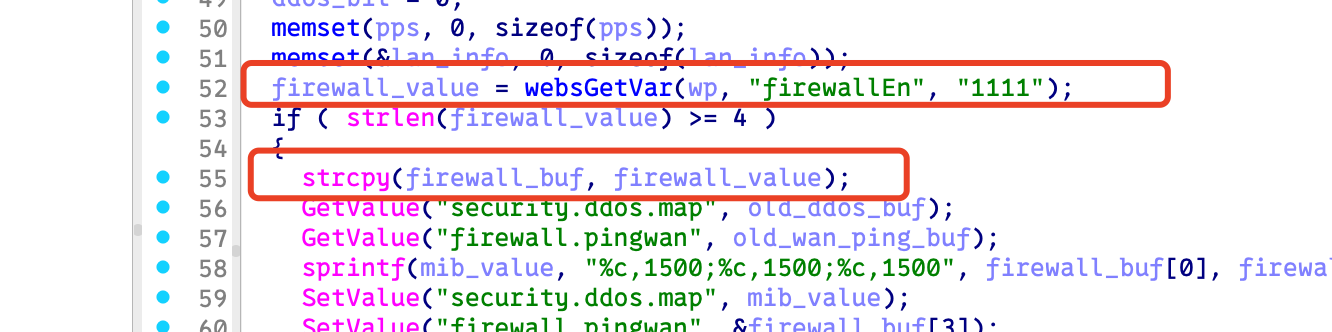 49 ddos_bit = 0;
50 memset(pps, 0, sizeof(pps));
51 memset(&lan_info, 0, sizeof(lan_info));
52 firewall_value = websGetVar(wp, "firewallEn", "1111");
53 if ( strlen(firewall_value) >= 4 )
54 {
55 strcpy(firewall_buf, firewall_value);
56 GetValue("security.ddos.map", old_ddos_buf);
57 GetValue("firewall.pingwan", old_wan_ping_buf);
58 sprintf(mib_value, "%c,1500;%c,1500;%c,1500", firewall_buf[0], firewa
59 SetValue("security.ddos.map", mib_value);
60 SetValue("firewall.pingwan", &firewall_buf[3]);